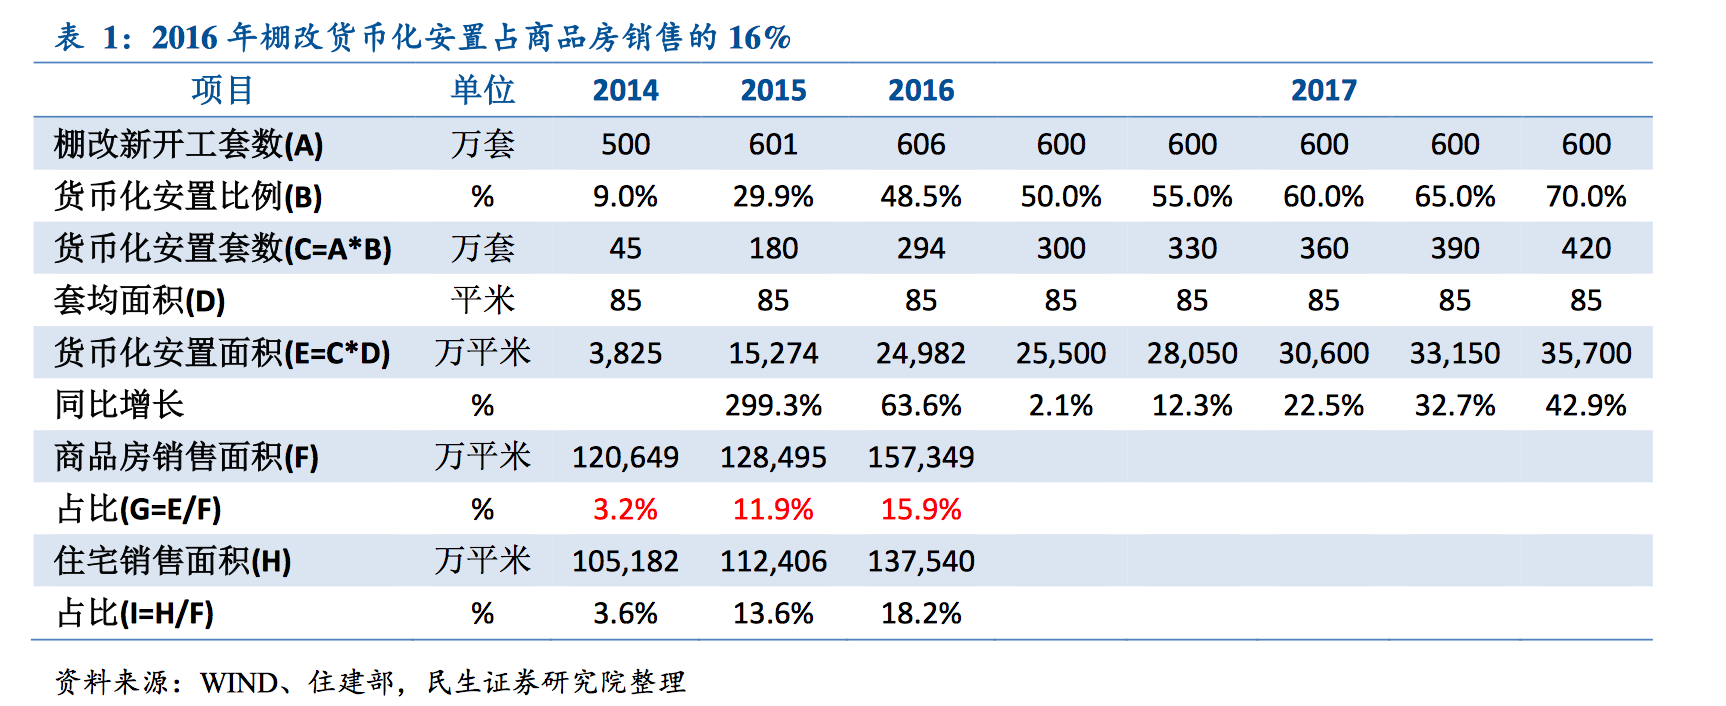 表 1：2016 年棚改货币化安置占商品房销售的 16%
项目 单位 2014 2015 2016 2017
棚改新开工套数(A) 万套 500 601 606 600 600 600 600 600
货币化安置比例(B) % 9.0% 29.9% 48.5% 50.0% 55.0% 60.0% 65.0% 70.0%
货币化安置套数(C=A*B) 万套 45 180 294 300 330 360 390 420
套均面积(D) 平米 85 85 85 85 85 85 85 85
货币化安置面积(E=C*D) 万平米 3,825 15,274 24,982 25,500 28,050 30,600 33,150 35,700
同比增长 % 299.3% 63.6% 2.1% 12.3% 22.5% 32.7% 42.9%
商品房销售面积(F) 万平米 120,649 128,495 157,349
占比(G=E/F) % 3.2% 11.9% 15.9%
住宅销售面积(H) 万平米 105,182 112,406 137,540
占比(I=H/F) % 3.6% 13.6% 18.2%
资料来源：WIND、住建部，民生证券研究院整理